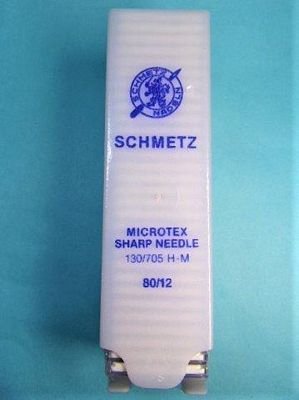 SCHMETZ
NADELN
SCHMETZ
MICROTEX
SHARP NEEDLE
130/705 H-M
80/12